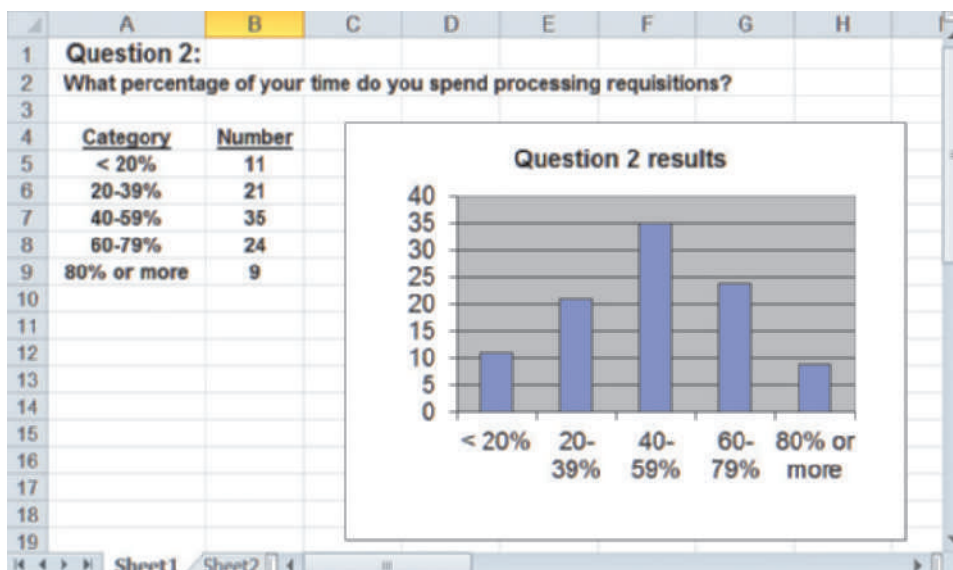 A B C D E F G H
1 Question 2:
2 What percentage of your time do you spend processing requisitions?
3
4 Category Number
5 < 20% 11
6 20-39% 21
7 40-59% 35
8 60-79% 24
9 80% or more 9
10
11
12
13
14
15
16
17
18
19
Question 2 results
40
35
30
25
20
15
10
5
0
< 20% 20- 40- 60- 80% or
39% 59% 79% more
Sheet1 Sheet2